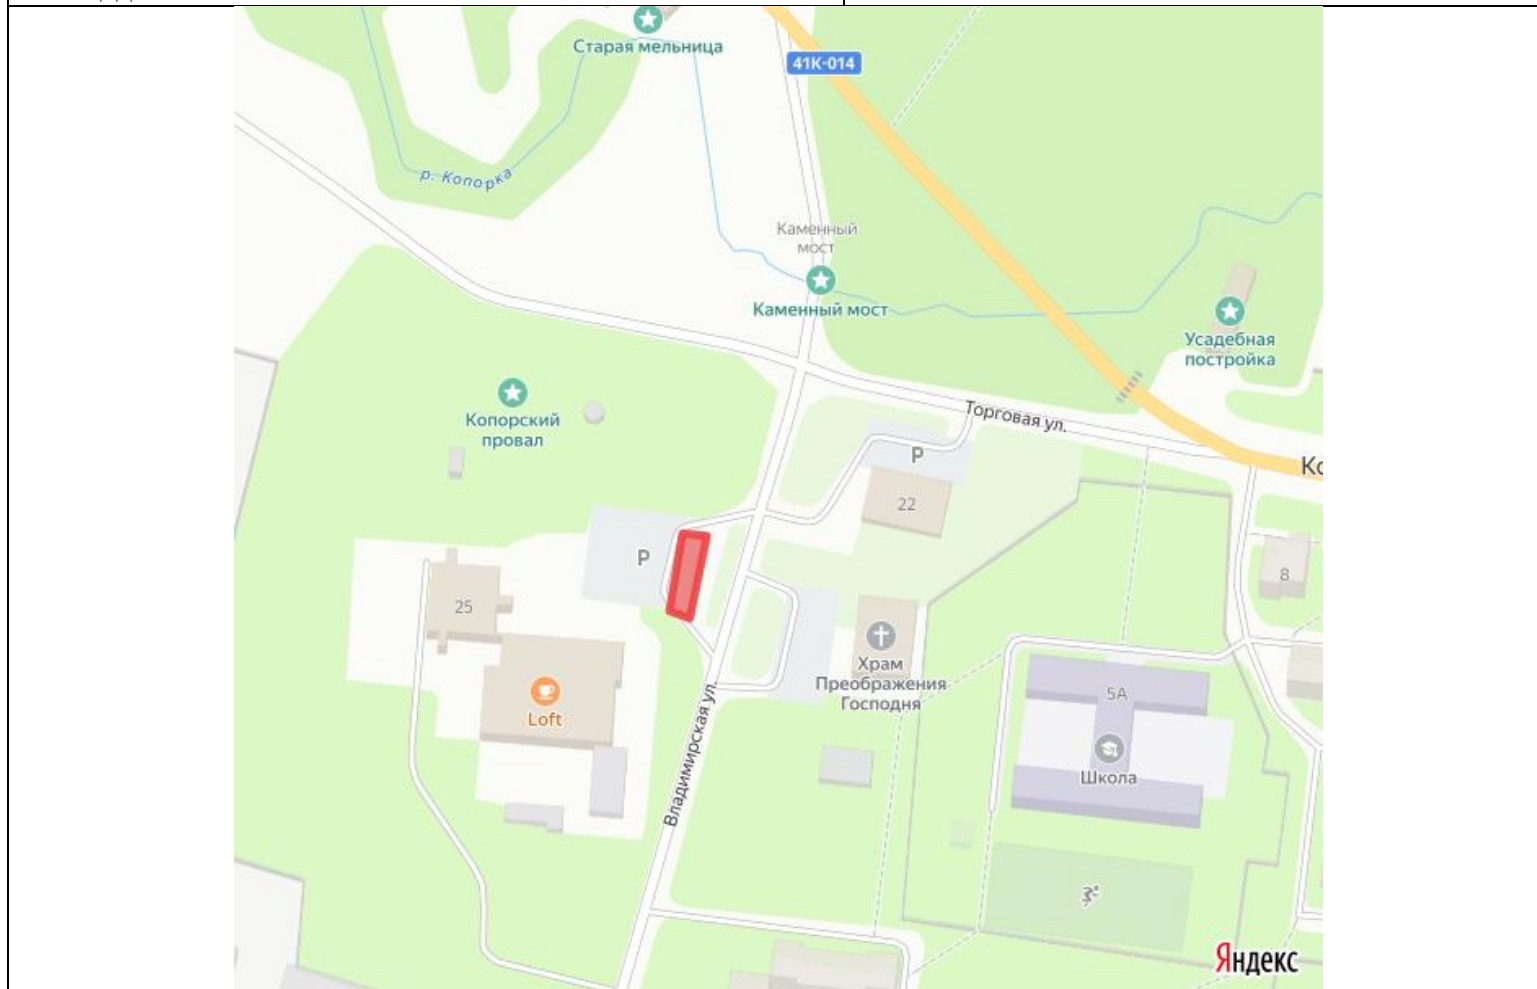 Старая мельница
41К-014
р. Копорка
Каменный
мост
Каменный мост
Усадебная
постройка
Копорский
провал
Торговая ул.
Р
Ко
22
Р
8
25
Храм
Преображения
Господня
5А
Loft
Школа
Владимирская ул.
Яндекс